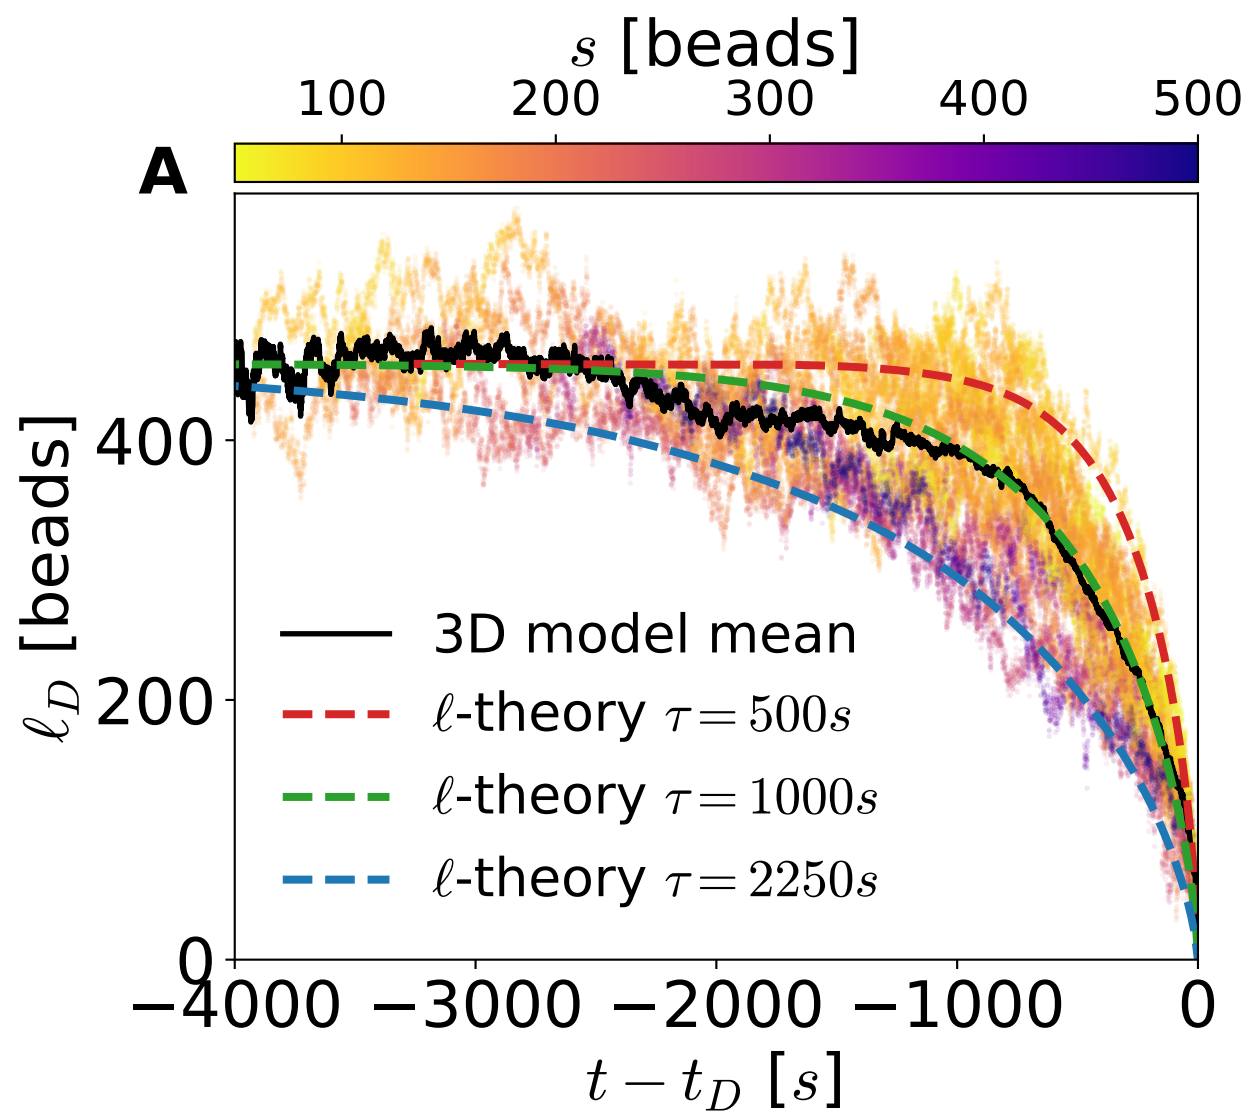 s [beads]
100 200 300 400 500
A
400
200
0
ℓ_D [beads]
3D model mean
ℓ-theory τ = 500s
ℓ-theory τ = 1000s
ℓ-theory τ = 2250s
−4000 −3000 −2000 −1000 0
t − t_D [s]